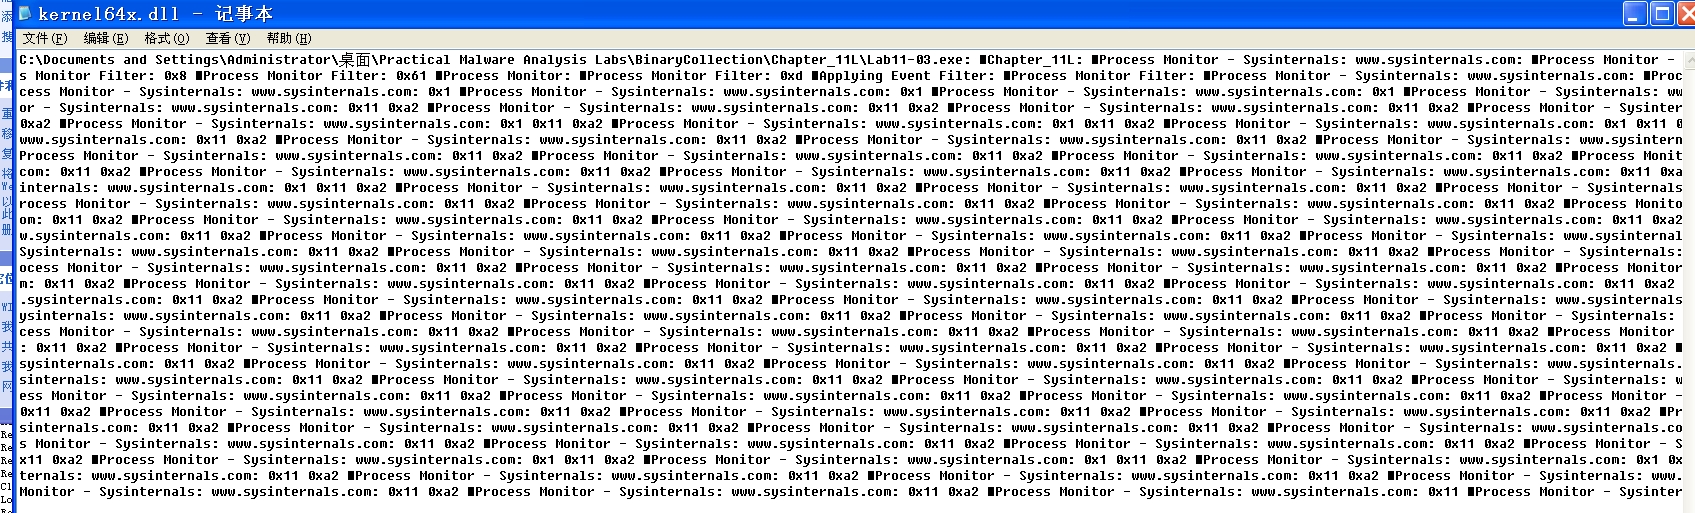 kernel64x.dll - 记事本
文件(F) 编辑(E) 格式(O) 查看(V) 帮助(H)
C:\Documents and Settings\Administrator\桌面\Practical Malware Analysis Labs\BinaryCollection\Chapter_11L\Lab11-03.exe: ■Chapter_11L: ■Process Monitor - Sysinternals: www.sysinternals.com: ■Process Monitor -
s Monitor Filter: 0x8 ■Process Monitor Filter: 0x61 ■Process Monitor: ■Process Monitor Filter: 0xd ■Applying Event Filter: ■Process Monitor Filter: ■Process Monitor - Sysinternals: www.sysinternals.com: ■Proc
cess Monitor - Sysinternals: www.sysinternals.com: 0x1 ■Process Monitor - Sysinternals: www.sysinternals.com: 0x1 ■Process Monitor - Sysinternals: www.sysinternals.com: 0x1 ■Process Monitor - Sysinternals: ww
or - Sysinternals: www.sysinternals.com: 0x11 0xa2 ■Process Monitor - Sysinternals: www.sysinternals.com: 0x11 0xa2 ■Process Monitor - Sysinternals: www.sysinternals.com: 0x11 0xa2 ■Process Monitor - Sysinter
0xa2 ■Process Monitor - Sysinternals: www.sysinternals.com: 0x1 0x11 0xa2 ■Process Monitor - Sysinternals: www.sysinternals.com: 0x1 0x11 0xa2 ■Process Monitor - Sysinternals: www.sysinternals.com: 0x1 0x11 0
www.sysinternals.com: 0x11 0xa2 ■Process Monitor - Sysinternals: www.sysinternals.com: 0x11 0xa2 ■Process Monitor - Sysinternals: www.sysinternals.com: 0x11 0xa2 ■Process Monitor - Sysinternals: www.sysintern
Process Monitor - Sysinternals: www.sysinternals.com: 0x11 0xa2 ■Process Monitor - Sysinternals: www.sysinternals.com: 0x11 0xa2 ■Process Monitor - Sysinternals: www.sysinternals.com: 0x11 0xa2 ■Process Monit
com: 0x11 0xa2 ■Process Monitor - Sysinternals: www.sysinternals.com: 0x11 0xa2 ■Process Monitor - Sysinternals: www.sysinternals.com: 0x11 0xa2 ■Process Monitor - Sysinternals: www.sysinternals.com: 0x11 0xa
internals: www.sysinternals.com: 0x1 0x11 0xa2 ■Process Monitor - Sysinternals: www.sysinternals.com: 0x11 0xa2 ■Process Monitor - Sysinternals: www.sysinternals.com: 0x11 0xa2 ■Process Monitor - Sysinternals
rocess Monitor - Sysinternals: www.sysinternals.com: 0x11 0xa2 ■Process Monitor - Sysinternals: www.sysinternals.com: 0x11 0xa2 ■Process Monitor - Sysinternals: www.sysinternals.com: 0x11 0xa2 ■Process Monito
om: 0x11 0xa2 ■Process Monitor - Sysinternals: www.sysinternals.com: 0x11 0xa2 ■Process Monitor - Sysinternals: www.sysinternals.com: 0x11 0xa2 ■Process Monitor - Sysinternals: www.sysinternals.com: 0x11 0xa2
w.sysinternals.com: 0x11 0xa2 ■Process Monitor - Sysinternals: www.sysinternals.com: 0x11 0xa2 ■Process Monitor - Sysinternals: www.sysinternals.com: 0x11 0xa2 ■Process Monitor - Sysinternals: www.sysinternal
Sysinternals: www.sysinternals.com: 0x11 0xa2 ■Process Monitor - Sysinternals: www.sysinternals.com: 0x11 0xa2 ■Process Monitor - Sysinternals: www.sysinternals.com: 0x11 0xa2 ■Process Monitor - Sysinternals:
ocess Monitor - Sysinternals: www.sysinternals.com: 0x11 0xa2 ■Process Monitor - Sysinternals: www.sysinternals.com: 0x11 0xa2 ■Process Monitor - Sysinternals: www.sysinternals.com: 0x11 0xa2 ■Process Monitor
m: 0x11 0xa2 ■Process Monitor - Sysinternals: www.sysinternals.com: 0x11 0xa2 ■Process Monitor - Sysinternals: www.sysinternals.com: 0x11 0xa2 ■Process Monitor - Sysinternals: www.sysinternals.com: 0x11 0xa2
.sysinternals.com: 0x11 0xa2 ■Process Monitor - Sysinternals: www.sysinternals.com: 0x11 0xa2 ■Process Monitor - Sysinternals: www.sysinternals.com: 0x11 0xa2 ■Process Monitor - Sysinternals: www.sysinternals
ysinternals: www.sysinternals.com: 0x11 0xa2 ■Process Monitor - Sysinternals: www.sysinternals.com: 0x11 0xa2 ■Process Monitor - Sysinternals: www.sysinternals.com: 0x11 0xa2 ■Process Monitor - Sysinternals:
cess Monitor - Sysinternals: www.sysinternals.com: 0x11 0xa2 ■Process Monitor - Sysinternals: www.sysinternals.com: 0x11 0xa2 ■Process Monitor - Sysinternals: www.sysinternals.com: 0x11 0xa2 ■Process Monitor
: 0x11 0xa2 ■Process Monitor - Sysinternals: www.sysinternals.com: 0x11 0xa2 ■Process Monitor - Sysinternals: www.sysinternals.com: 0x11 0xa2 ■Process Monitor - Sysinternals: www.sysinternals.com: 0x11 0xa2 ■
sysinternals.com: 0x11 0xa2 ■Process Monitor - Sysinternals: www.sysinternals.com: 0x11 0xa2 ■Process Monitor - Sysinternals: www.sysinternals.com: 0x11 0xa2 ■Process Monitor - Sysinternals: www.sysinternals.
sinternals: www.sysinternals.com: 0x11 0xa2 ■Process Monitor - Sysinternals: www.sysinternals.com: 0x11 0xa2 ■Process Monitor - Sysinternals: www.sysinternals.com: 0x11 0xa2 ■Process Monitor - Sysinternals: w
ess Monitor - Sysinternals: www.sysinternals.com: 0x11 0xa2 ■Process Monitor - Sysinternals: www.sysinternals.com: 0x11 0xa2 ■Process Monitor - Sysinternals: www.sysinternals.com: 0x11 0xa2 ■Process Monitor -
0x11 0xa2 ■Process Monitor - Sysinternals: www.sysinternals.com: 0x11 0xa2 ■Process Monitor - Sysinternals: www.sysinternals.com: 0x11 0xa2 ■Process Monitor - Sysinternals: www.sysinternals.com: 0x11 0xa2 ■Pr
sinternals.com: 0x11 0xa2 ■Process Monitor - Sysinternals: www.sysinternals.com: 0x11 0xa2 ■Process Monitor - Sysinternals: www.sysinternals.com: 0x11 0xa2 ■Process Monitor - Sysinternals: www.sysinternals.co
s Monitor - Sysinternals: www.sysinternals.com: 0x11 0xa2 ■Process Monitor - Sysinternals: www.sysinternals.com: 0x11 0xa2 ■Process Monitor - Sysinternals: www.sysinternals.com: 0x11 0xa2 ■Process Monitor - S
x11 0xa2 ■Process Monitor - Sysinternals: www.sysinternals.com: 0x1 0x11 0xa2 ■Process Monitor - Sysinternals: www.sysinternals.com: 0x1 0x11 0xa2 ■Process Monitor - Sysinternals: www.sysinternals.com: 0x1 0x
ternals: www.sysinternals.com: 0x11 0xa2 ■Process Monitor - Sysinternals: www.sysinternals.com: 0x11 0xa2 ■Process Monitor - Sysinternals: www.sysinternals.com: 0x11 0xa2 ■Process Monitor - Sysinternals: www.
Monitor - Sysinternals: www.sysinternals.com: 0x11 0xa2 ■Process Monitor - Sysinternals: www.sysinternals.com: 0x11 0xa2 ■Process Monitor - Sysinternals: www.sysinternals.com: 0x11 ■Process Monitor - Sysinter